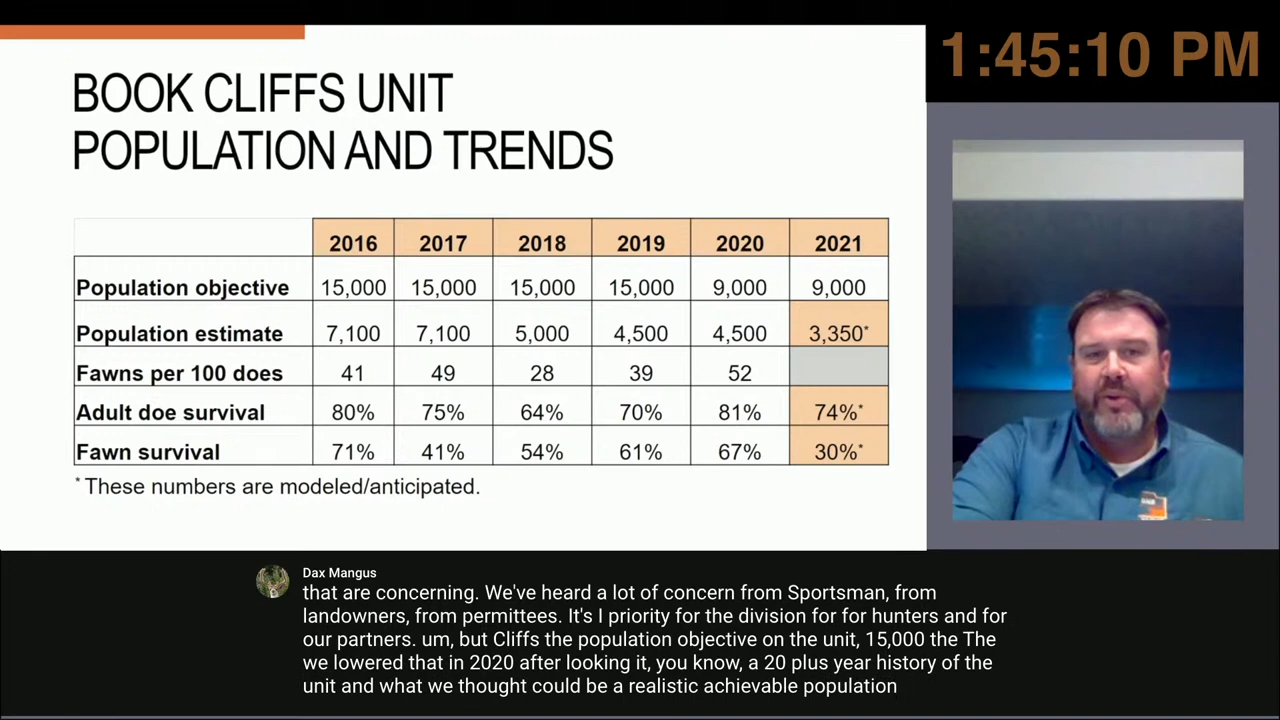 1:45:10 PM
BOOK CLIFFS UNIT
POPULATION AND TRENDS
2016 2017 2018 2019 2020 2021
Population objective 15,000 15,000 15,000 15,000 9,000 9,000
Population estimate 7,100 7,100 5,000 4,500 4,500 3,350*
Fawns per 100 does 41 49 28 39 52
Adult doe survival 80% 75% 64% 70% 81% 74%*
Fawn survival 71% 41% 54% 61% 67% 30%*
* These numbers are modeled/anticipated.
Dax Mangus
that are concerning. We've heard a lot of concern from Sportsman, from
landowners, from permittees. It's I priority for the division for for hunters and for
our partners. um, but Cliffs the population objective on the unit, 15,000 the The
we lowered that in 2020 after looking it, you know, a 20 plus year history of the
unit and what we thought could be a realistic achievable population